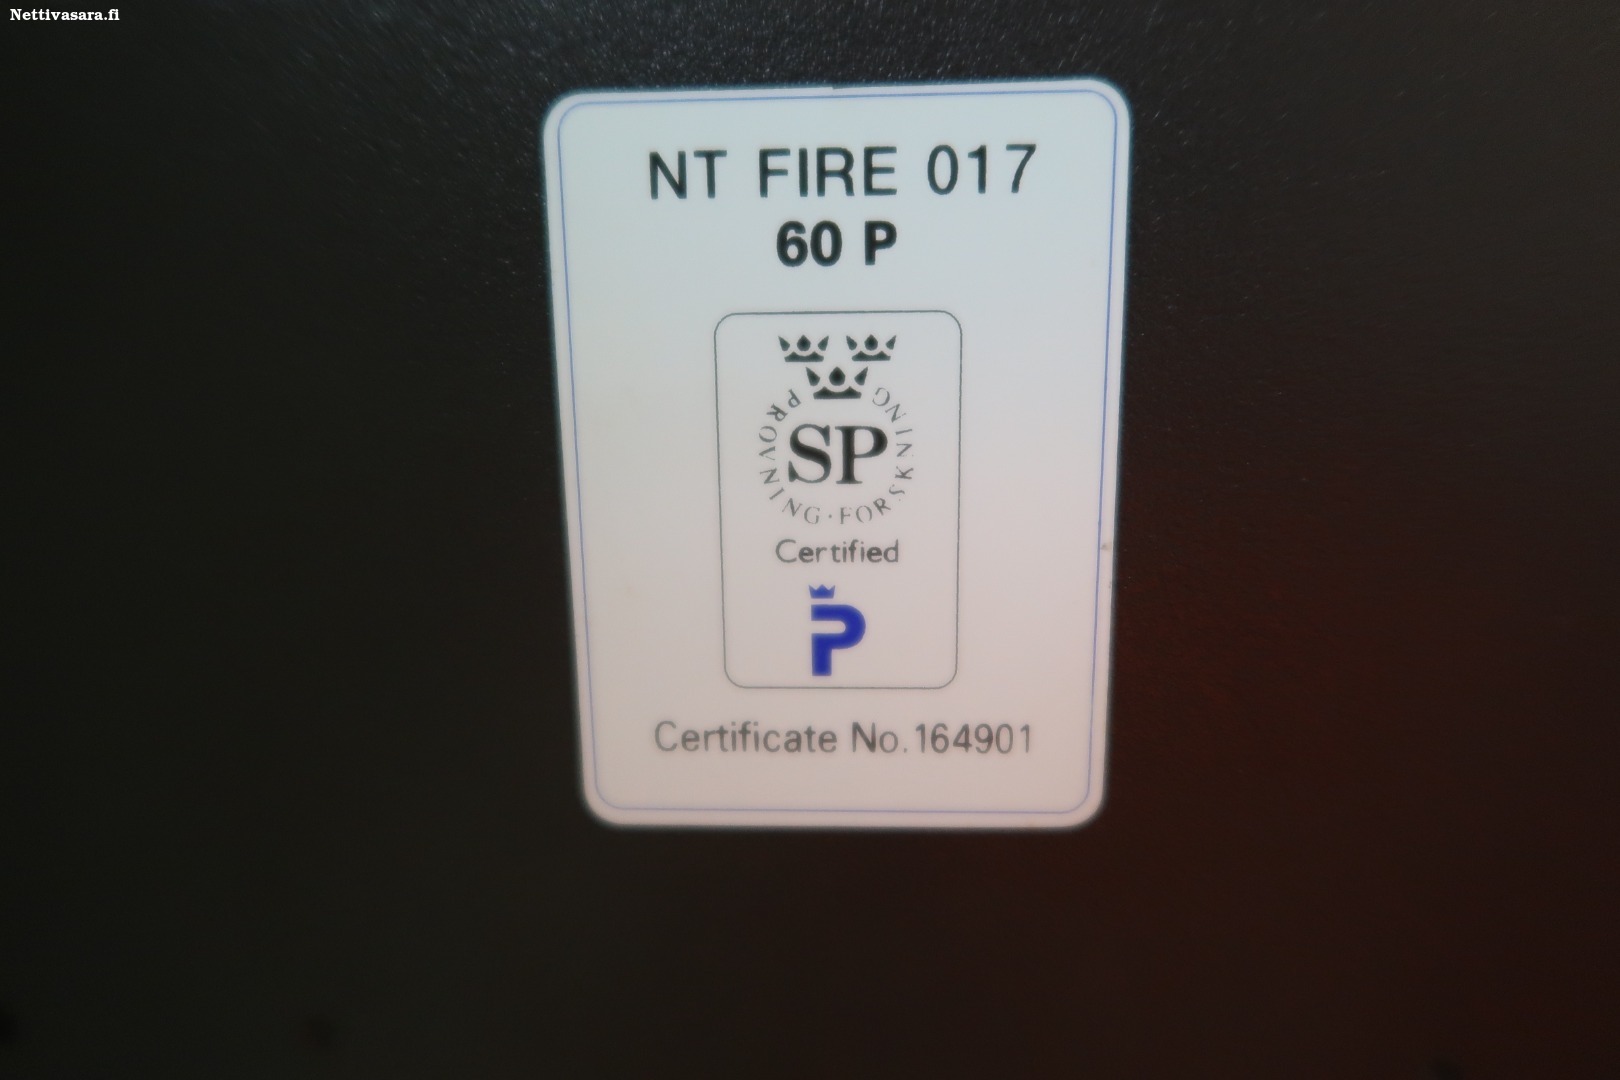 Nettivasara.fi
NT FIRE 017
60 P
PROVNING · FORSKNING
SP
Certified
P
Certificate No. 164901